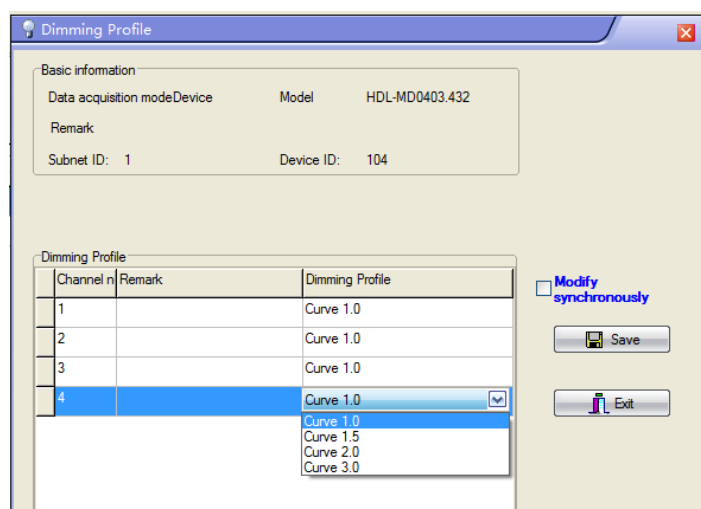 Dimming Profile
Basic information
Data acquisition modeDevice Model HDL-MD0403.432
Remark
Subnet ID: 1 Device ID: 104
Dimming Profile
Channel n Remark Dimming Profile
1 Curve 1.0
2 Curve 1.0
3 Curve 1.0
4 Curve 1.0
Curve 1.0
Curve 1.5
Curve 2.0
Curve 3.0
Modify
synchronously
Save
Exit